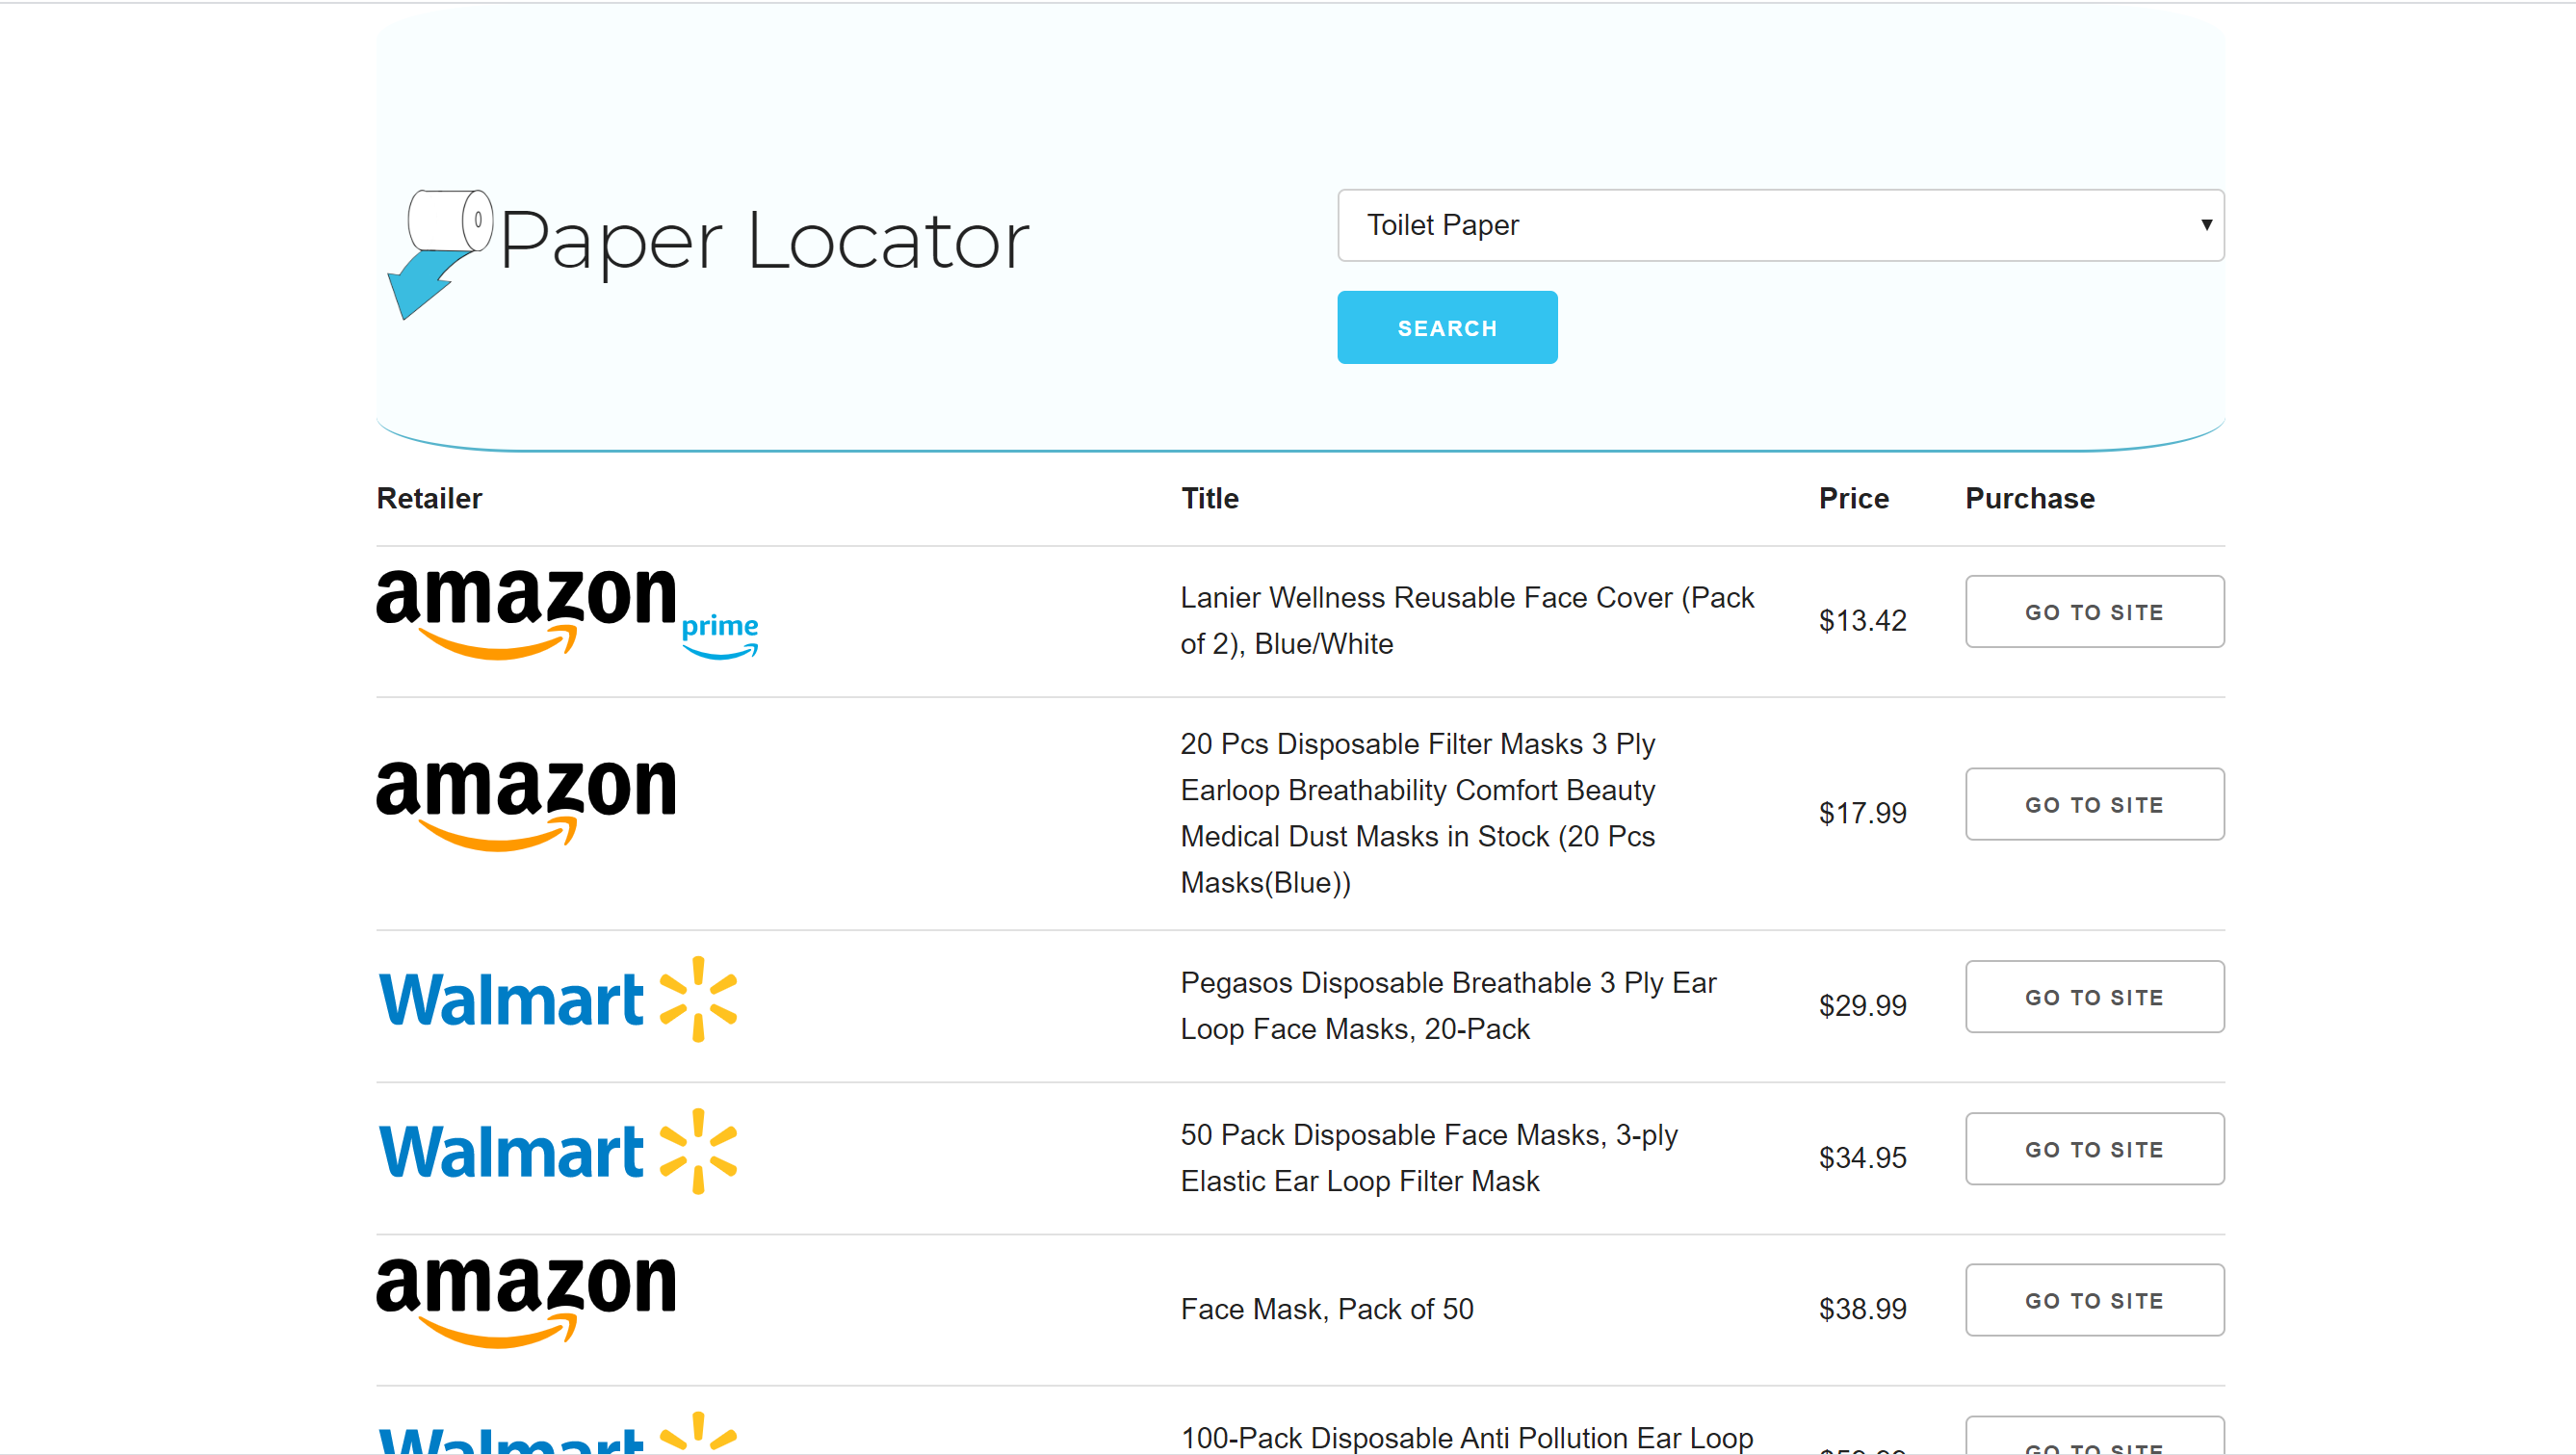 Paper Locator
Toilet Paper
SEARCH
Retailer Title Price Purchase
amazon prime
Lanier Wellness Reusable Face Cover (Pack
of 2), Blue/White
$13.42
GO TO SITE
amazon
20 Pcs Disposable Filter Masks 3 Ply
Earloop Breathability Comfort Beauty
Medical Dust Masks in Stock (20 Pcs
Masks(Blue))
$17.99
GO TO SITE
Walmart
Pegasos Disposable Breathable 3 Ply Ear
Loop Face Masks, 20-Pack
$29.99
GO TO SITE
Walmart
50 Pack Disposable Face Masks, 3-ply
Elastic Ear Loop Filter Mask
$34.95
GO TO SITE
amazon
Face Mask, Pack of 50
$38.99
GO TO SITE
Walmart
100-Pack Disposable Anti Pollution Ear Loop
GO TO SITE